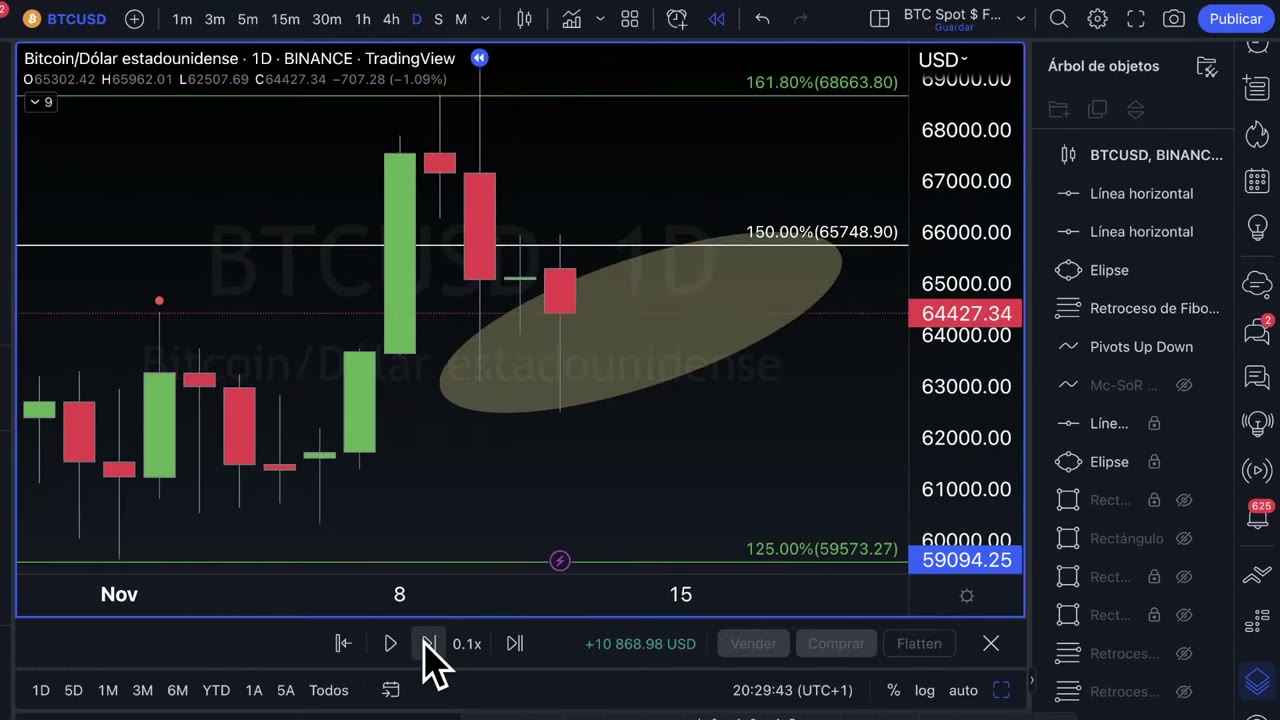 2
BTCUSD
1m 3m 5m 15m 30m 1h 4h D S M
BTC Spot $ F...
Guardar
Publicar
Bitcoin/Dólar estadounidense · 1D · BINANCE · TradingView
O65302.42 H65962.01 L62507.69 C64427.34 −707.28 (−1.09%)
9
USD
69000.00
161.80%(68663.80)
68000.00
67000.00
150.00%(65748.90)
66000.00
65000.00
64427.34
64000.00
63000.00
62000.00
61000.00
60000.00
125.00%(59573.27)
59094.25
BTCUSD 1D
Bitcoin/Dólar estadounidense
Nov 8 15
0.1x
+10 868.98 USD
Vender
Comprar
Flatten
1D 5D 1M 3M 6M YTD 1A 5A Todos
20:29:43 (UTC+1)
% log auto
Árbol de objetos
BTCUSD, BINANC...
Línea horizontal
Línea horizontal
Elipse
Retroceso de Fibo...
Pivots Up Down
Mc-SoR ...
Líne...
Elipse
Rect...
Rectángulo
Rect...
Rect...
Retroces...
Retroces...
2
625